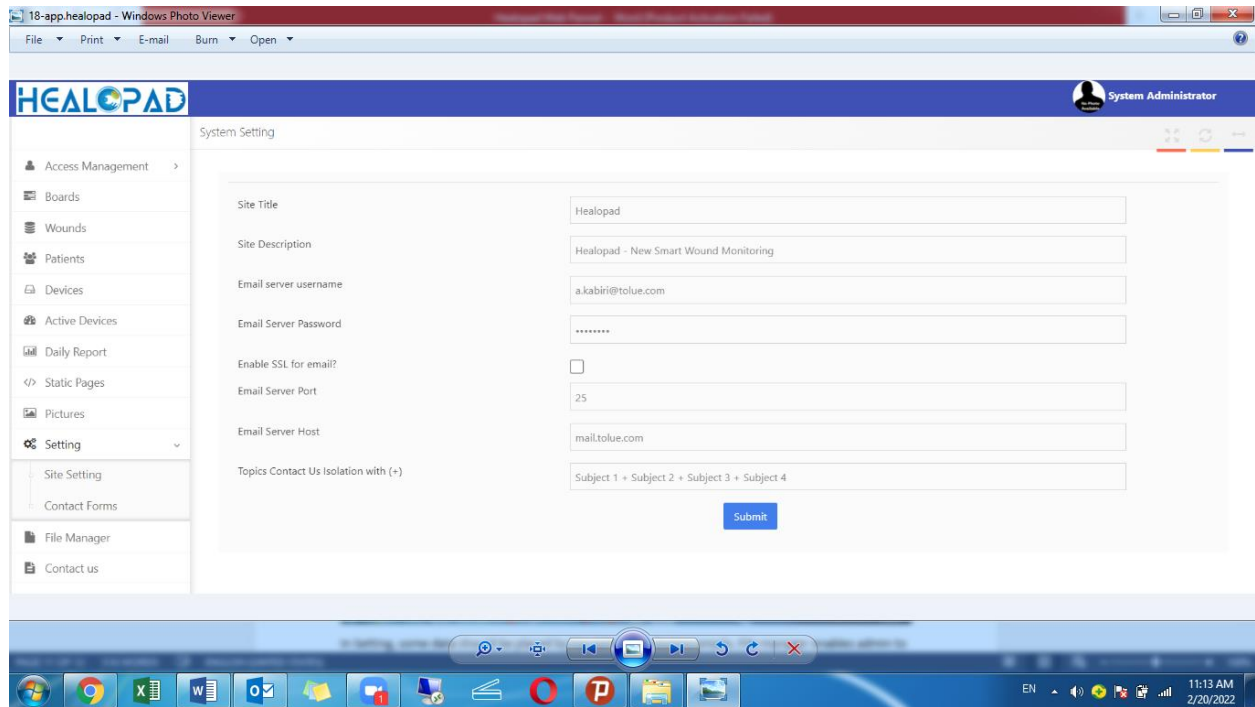 18-app.healopad - Windows Photo Viewer
File Print E-mail Burn Open
HEALOPAD
System Administrator
System Setting
Access Management
Boards
Wounds
Patients
Devices
Active Devices
Daily Report
Static Pages
Pictures
Setting
Site Setting
Contact Forms
File Manager
Contact us
Site Title
Healopad
Site Description
Healopad - New Smart Wound Monitoring
Email server username
a.kabiri@tolue.com
Email Server Password
••••••••
Enable SSL for email?
Email Server Port
25
Email Server Host
mail.tolue.com
Topics Contact Us Isolation with (+)
Subject 1 + Subject 2 + Subject 3 + Subject 4
Submit
EN
11:13 AM
2/20/2022